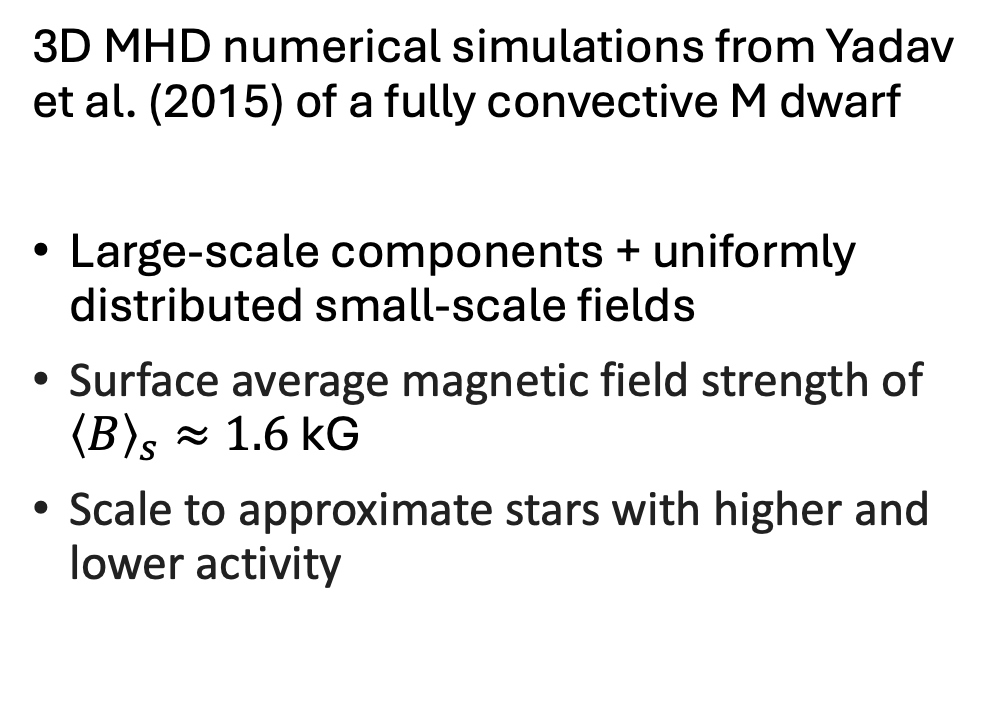 3D MHD numerical simulations from Yadav
et al. (2015) of a fully convective M dwarf
• Large-scale components + uniformly
distributed small-scale fields
• Surface average magnetic field strength of
⟨B⟩ₛ ≈ 1.6 kG
• Scale to approximate stars with higher and
lower activity